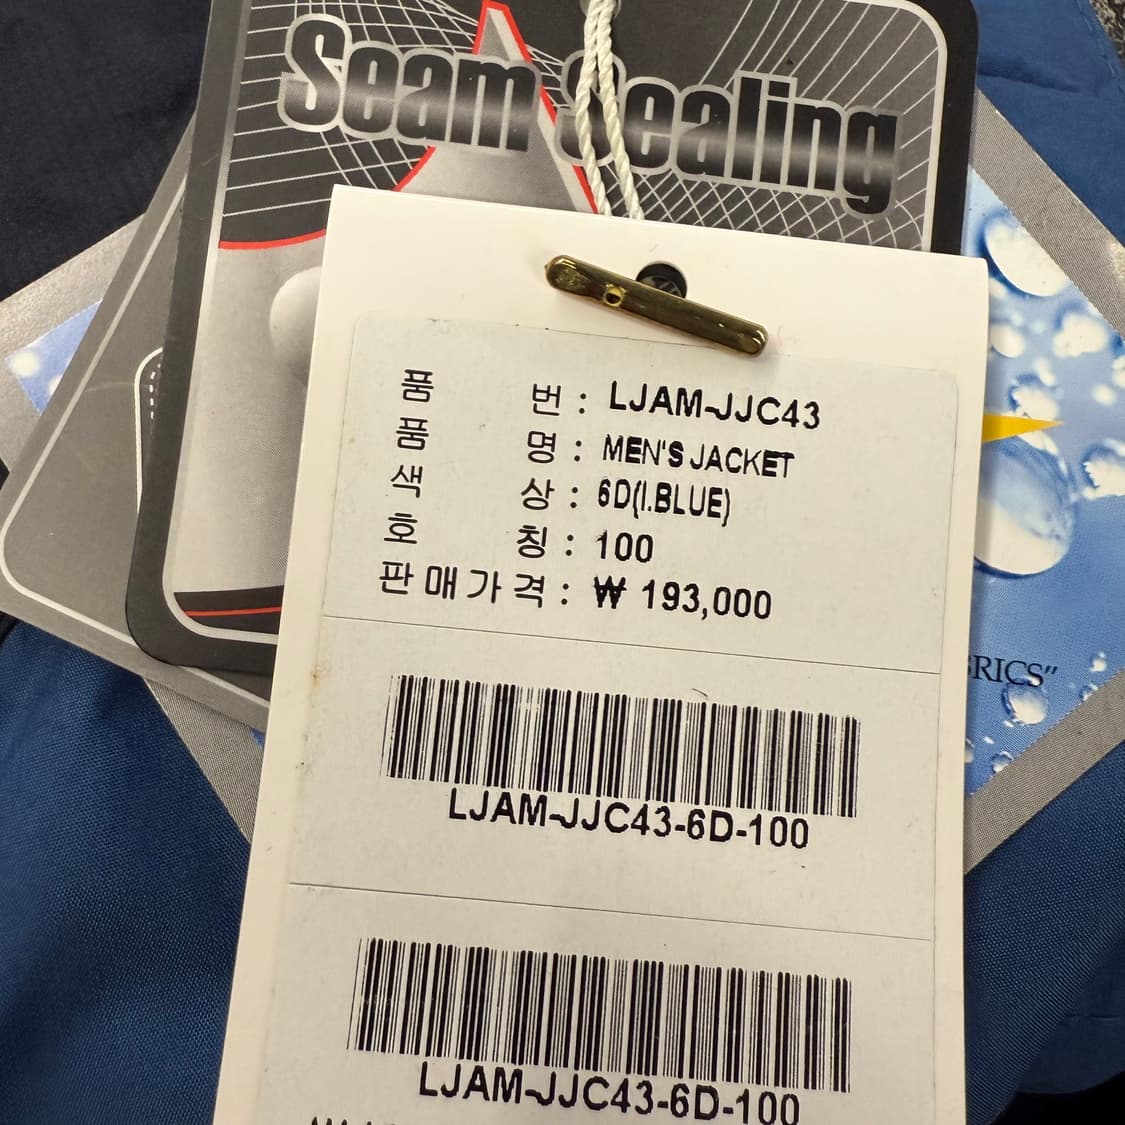 Seam Sealing
품 번 : LJAM-JJC43
품 명 : MEN'S JACKET
색 상 : 6D(I.BLUE)
호 칭 : 100
판매가격 : ₩ 193,000
RICS"
LJAM-JJC43-6D-100
LJAM-JJC43-6D-100